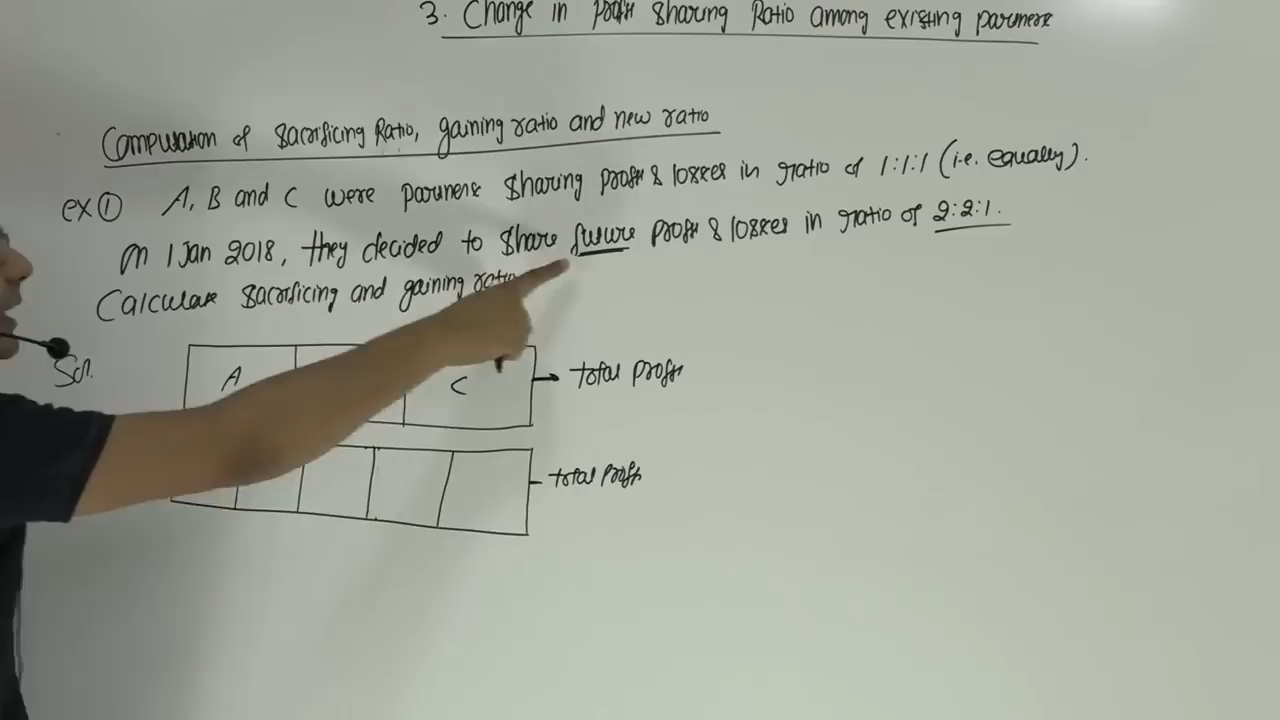 3. Change in Profit Sharing Ratio among existing partners
Computation of Sacrificing Ratio, gaining ratio and new ratio
ex ① A, B and C were partners sharing profit & losses in ratio of 1:1:1 (i.e. equally).
On 1 Jan 2018, they decided to share future profit & losses in ratio of 2:2:1.
Calculate Sacrificing and gaining ratio
Sol.
A C → total profit
total profit